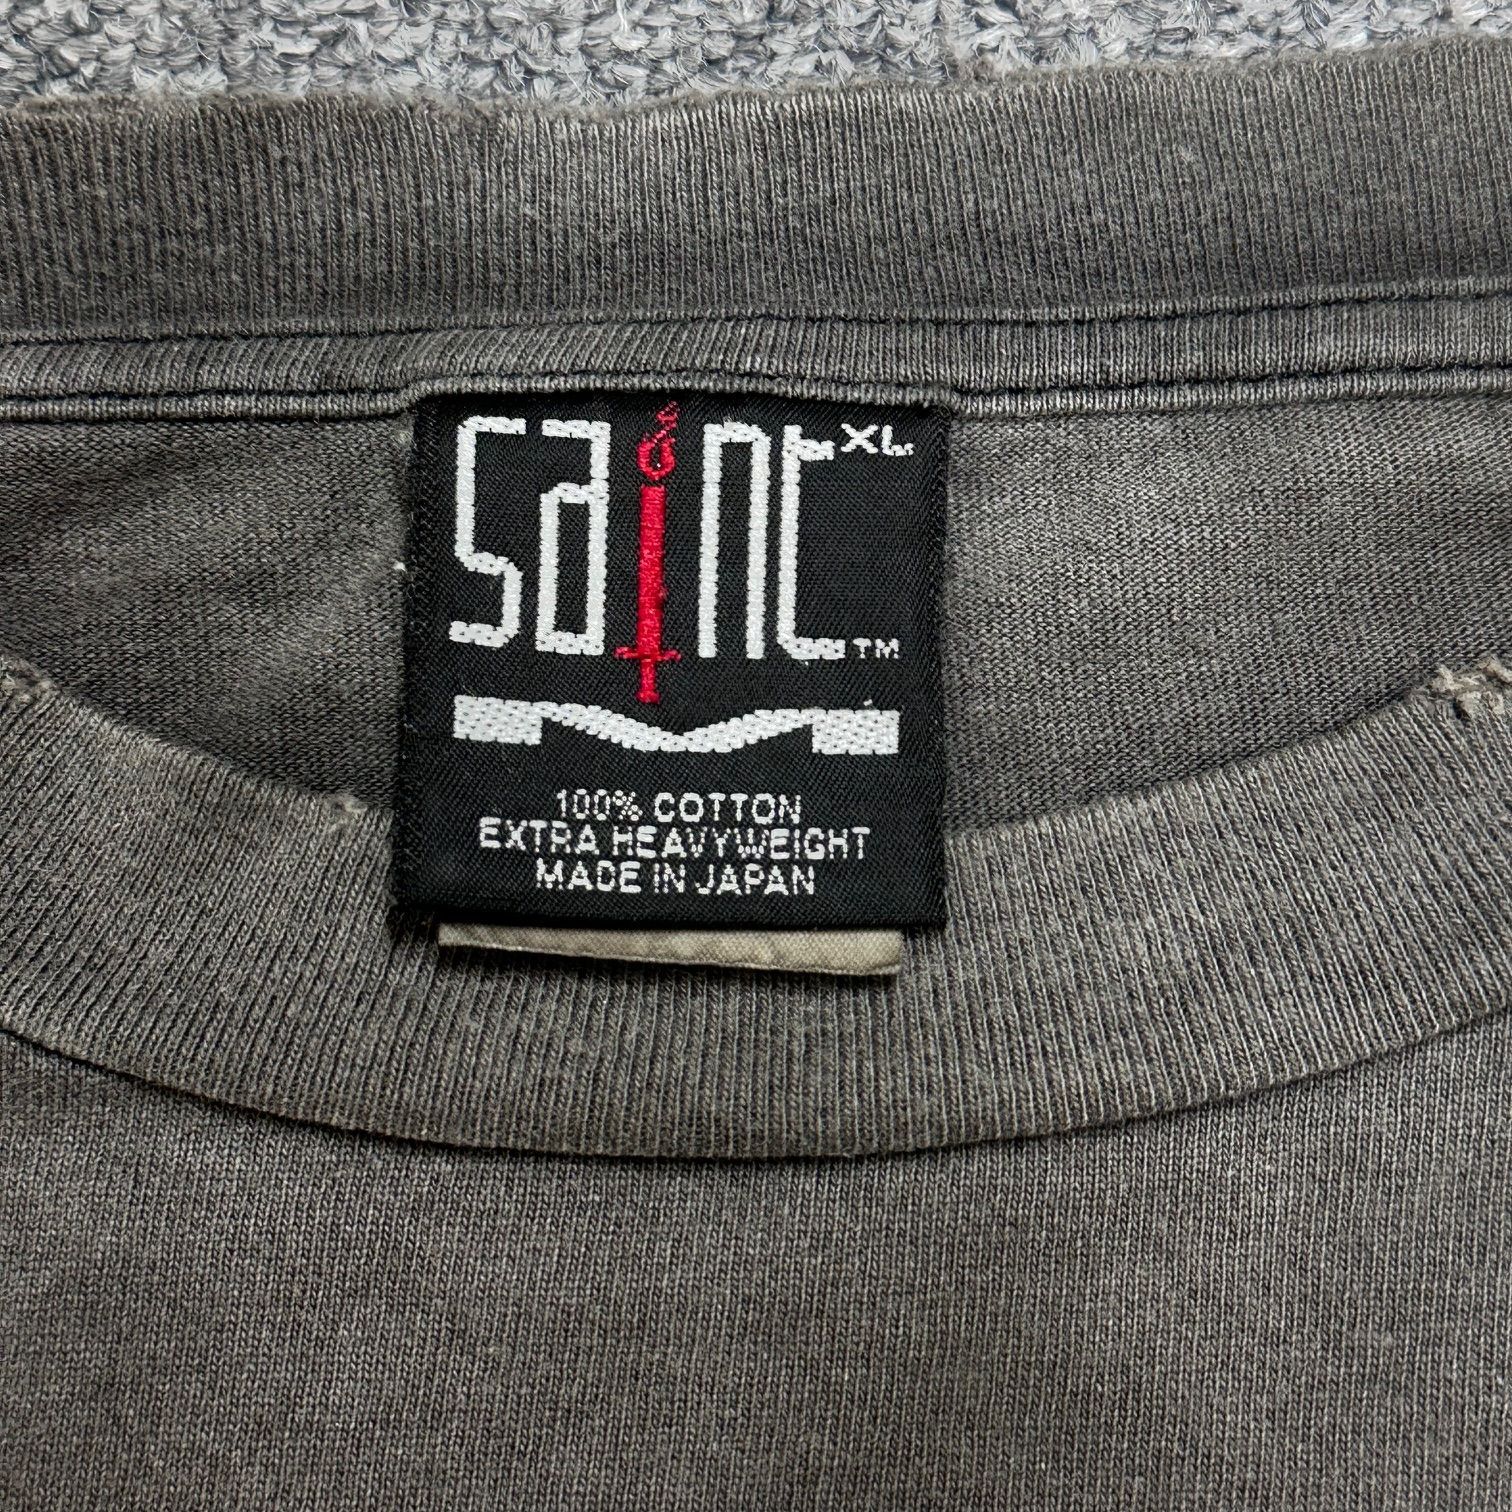 SaInt XL
TM
100% COTTON
EXTRA HEAVYWEIGHT
MADE IN JAPAN